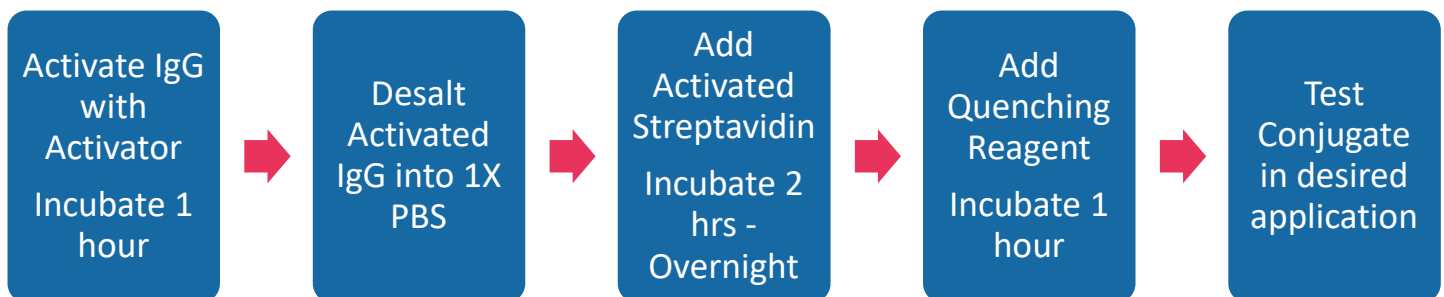 Activate IgG
with
Activator
Incubate 1
hour
Desalt
Activated
IgG into 1X
PBS
Add
Activated
Streptavidin
Incubate 2
hrs -
Overnight
Add
Quenching
Reagent
Incubate 1
hour
Test
Conjugate
in desired
application